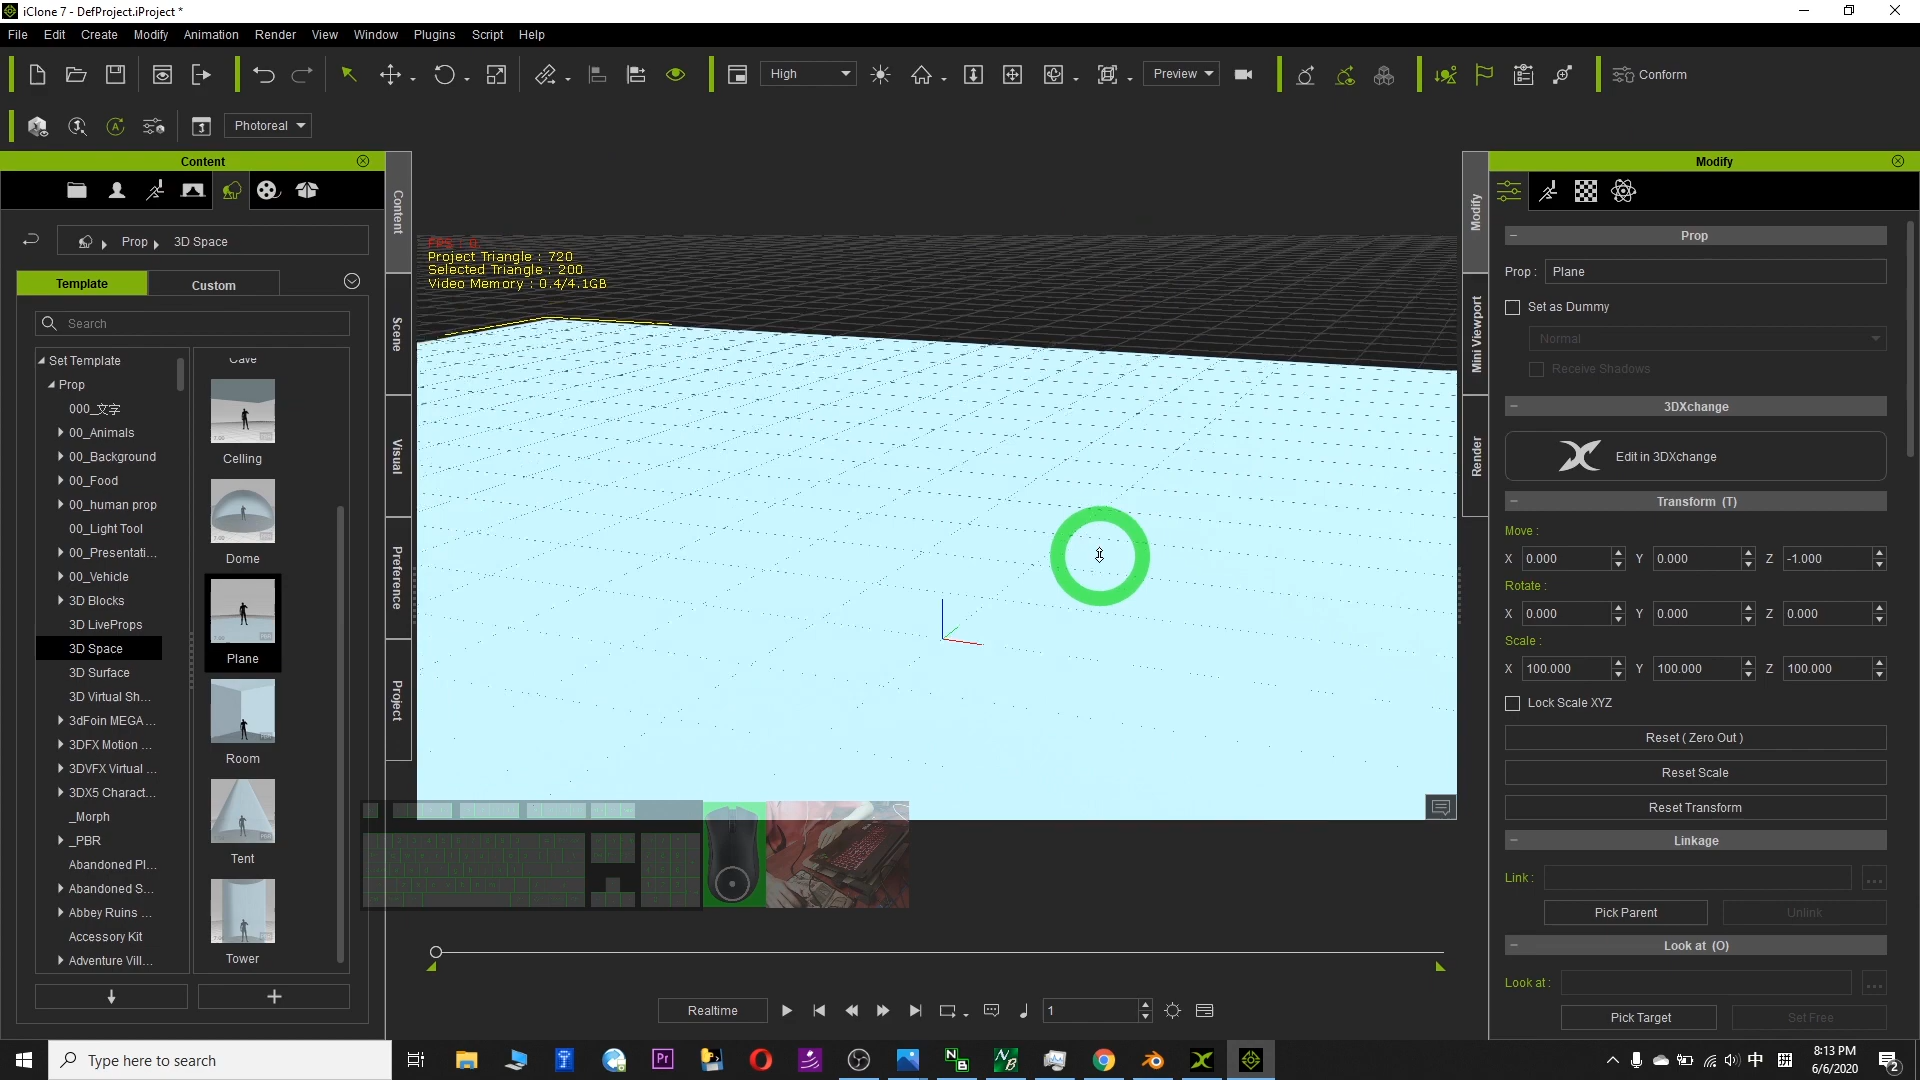 iClone 7 - DefProject.iProject *
File Edit Create Modify Animation Render View Window Plugins Script Help
High
Preview
Conform
Photoreal
Content
Prop
3D Space
Template
Custom
Search
Set Template
Prop
000_文字
00_Animals
00_Background
00_Food
00_human prop
00_Light Tool
00_Presentati...
00_Vehicle
3D Blocks
3D LiveProps
3D Space
3D Surface
3D Virtual Sh...
3dFoin MEGA ...
3DFX Motion ...
3DVFX Virtual ...
3DX5 Charact...
_Morph
_PBR
Abandoned Pl...
Abandoned S...
Abbey Ruins ...
Accessory Kit
Adventure Vill...
Cave
Celling
Dome
Plane
Room
Tent
Tower
Content
Scene
Visual
Preference
Project
FPS : 0
Project Triangle : 720
Selected Triangle : 200
Video Memory : 0.4/4.1GB
Realtime
1
Modify
Mini Viewport
Render
Modify
Prop
Prop : Plane
Set as Dummy
Normal
Receive Shadows
3DXchange
Edit in 3DXchange
Transform (T)
Move :
X 0.000 Y 0.000 Z -1.000
Rotate :
X 0.000 Y 0.000 Z 0.000
Scale :
X 100.000 Y 100.000 Z 100.000
Lock Scale XYZ
Reset ( Zero Out )
Reset Scale
Reset Transform
Linkage
Link :
...
Pick Parent
Unlink
Look at (O)
Look at :
...
Pick Target
Set Free
Type here to search
Pr
中
8:13 PM
6/6/2020
2